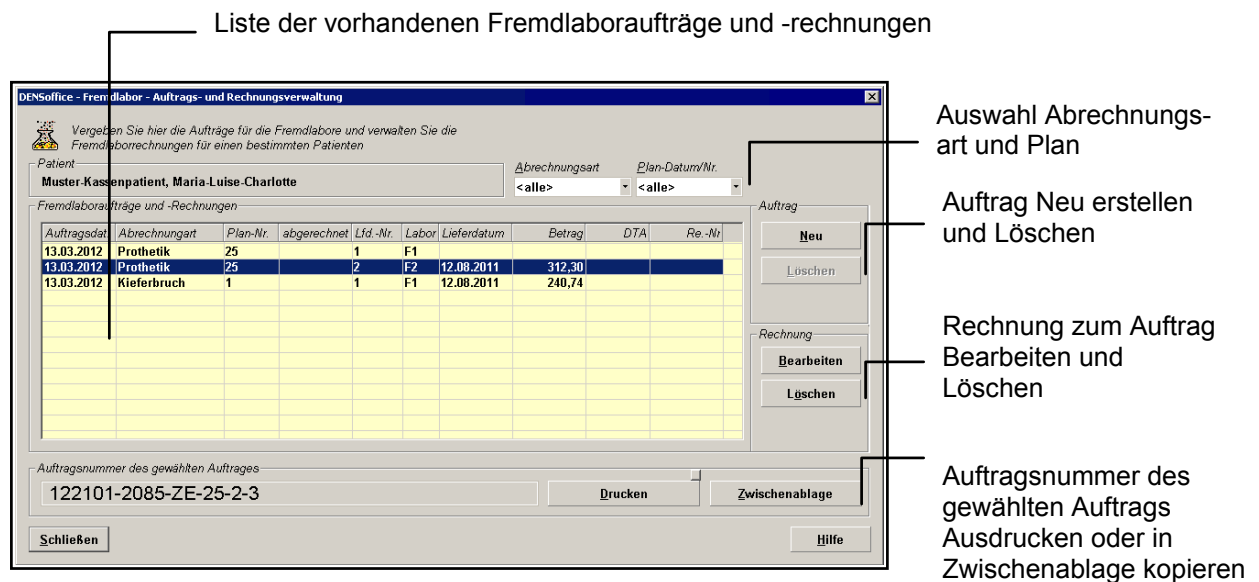 Liste der vorhandenen Fremdlaboraufträge und -rechnungen
DENSoffice - Fremdlabor - Auftrags- und Rechnungsverwaltung
Vergeben Sie hier die Aufträge für die Fremdlabore und verwalten Sie die
Fremdlaborrechnungen für einen bestimmten Patienten
Patient
Muster-Kassenpatient, Maria-Luise-Charlotte
Abrechnungsart Plan-Datum/Nr.
<alle> <alle>
Fremdlaboraufträge und -Rechnungen
Auftragsdat Abrechnungart Plan-Nr. abgerechnet Lfd.-Nr. Labor Lieferdatum Betrag DTA Re.-Nr
13.03.2012 Prothetik 25 1 F1
13.03.2012 Prothetik 25 2 F2 12.08.2011 312,30
13.03.2012 Kieferbruch 1 1 F1 12.08.2011 240,74
Auftrag
Neu
Löschen
Rechnung
Bearbeiten
Löschen
Auftragsnummer des gewählten Auftrages
122101-2085-ZE-25-2-3
Drucken Zwischenablage
Schließen Hilfe
Auswahl Abrechnungs-
art und Plan
Auftrag Neu erstellen
und Löschen
Rechnung zum Auftrag
Bearbeiten und
Löschen
Auftragsnummer des
gewählten Auftrags
Ausdrucken oder in
Zwischenablage kopieren